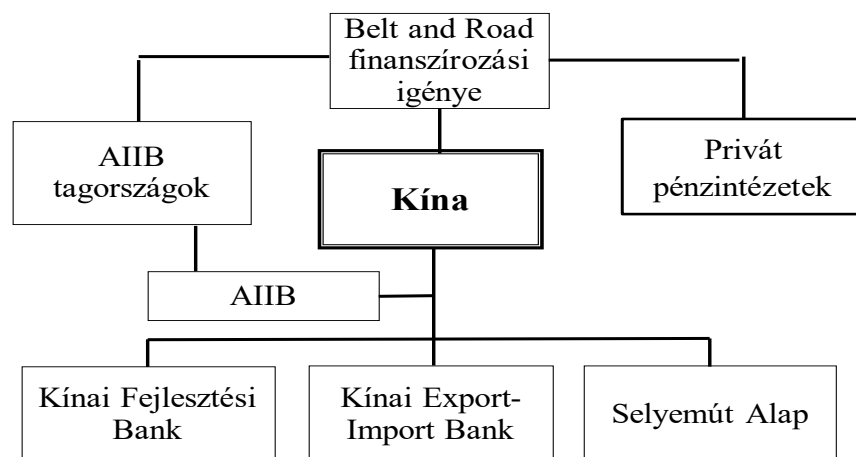 Belt and Road
finanszírozási
igénye
AIIB
tagországok
Kína
Privát
pénzintézetek
AIIB
Kínai Fejlesztési
Bank
Kínai Export-
Import Bank
Selyemút Alap